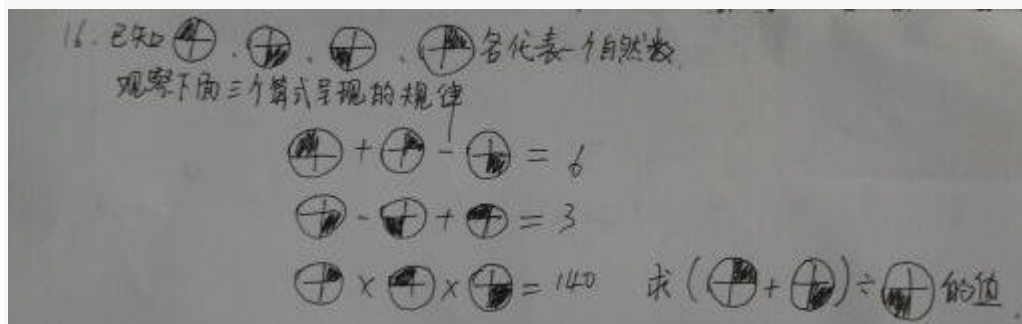 16.已知◴、◶、◵、◷各代表一个自然数
观察下面三个算式呈现的规律
◴+◷-◶=6
◶-◵+◴=3
◷×◴×◶=140 求(◷+◶)÷◵的值.